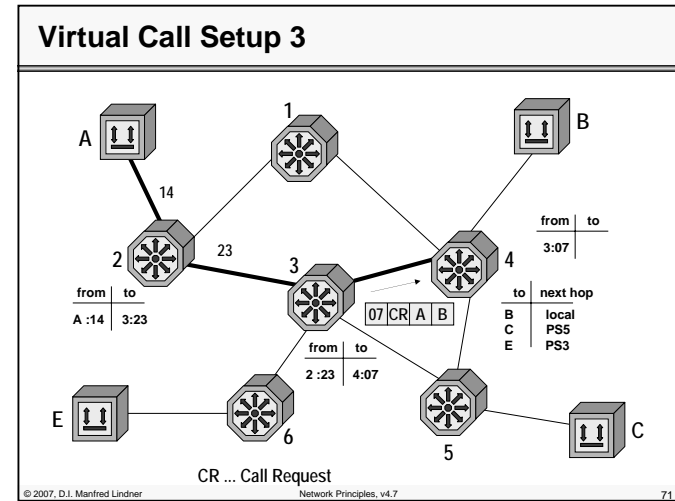 Virtual Call Setup 3
A
1
B
14
2
23
3
4
from to
3:07
from to
A :14 3:23
07 CR A B
to next hop
B local
C PS5
E PS3
from to
2 :23 4:07
E
6
5
C
CR ... Call Request
© 2007, D.I. Manfred Lindner
Network Principles, v4.7
71